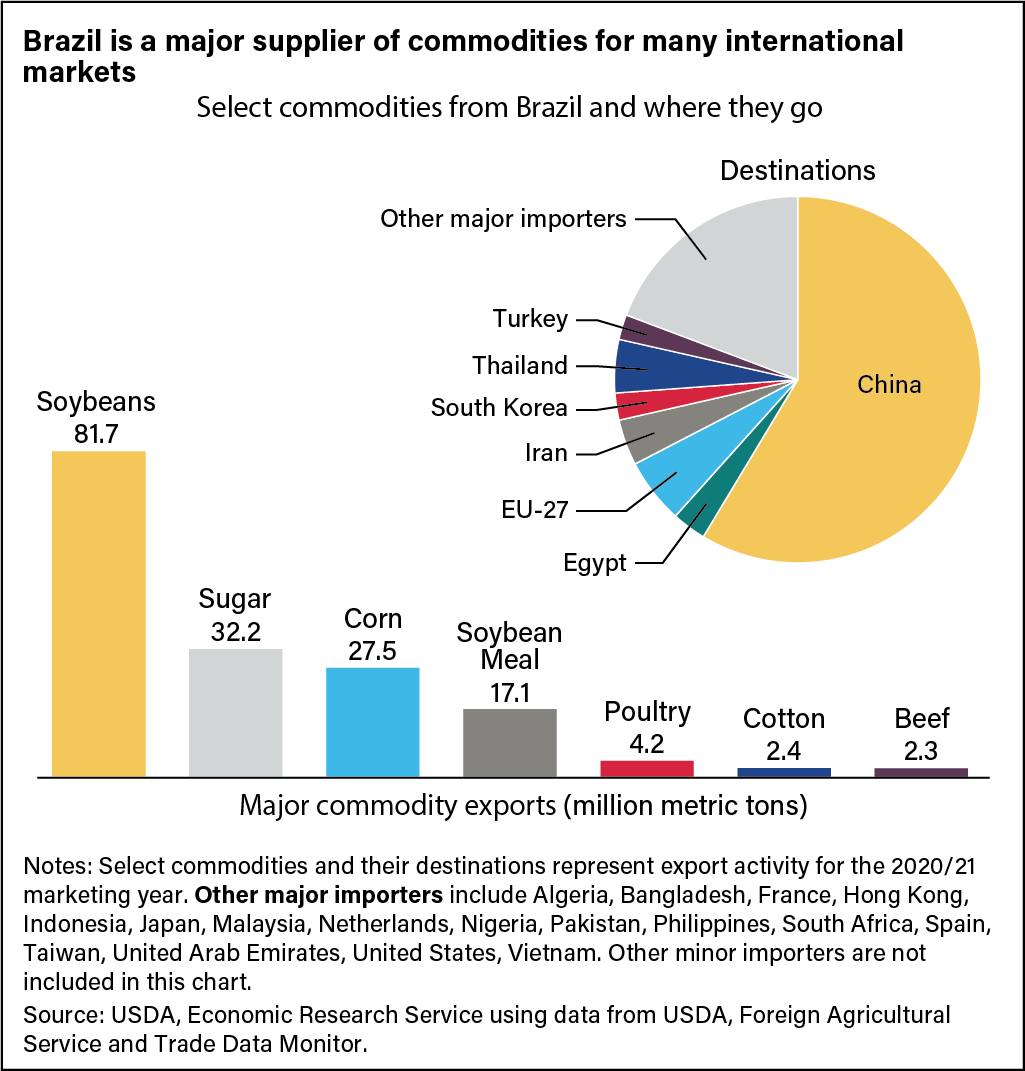 Brazil is a major supplier of commodities for many international
markets
Select commodities from Brazil and where they go
Destinations
Other major importers
Turkey
Thailand
South Korea
Iran
EU-27
Egypt
China
Soybeans
81.7
Sugar
32.2
Corn
27.5
Soybean
Meal
17.1
Poultry
4.2
Cotton
2.4
Beef
2.3
Major commodity exports (million metric tons)
Notes: Select commodities and their destinations represent export activity for the 2020/21
marketing year. Other major importers include Algeria, Bangladesh, France, Hong Kong,
Indonesia, Japan, Malaysia, Netherlands, Nigeria, Pakistan, Philippines, South Africa, Spain,
Taiwan, United Arab Emirates, United States, Vietnam. Other minor importers are not
included in this chart.
Source: USDA, Economic Research Service using data from USDA, Foreign Agricultural
Service and Trade Data Monitor.